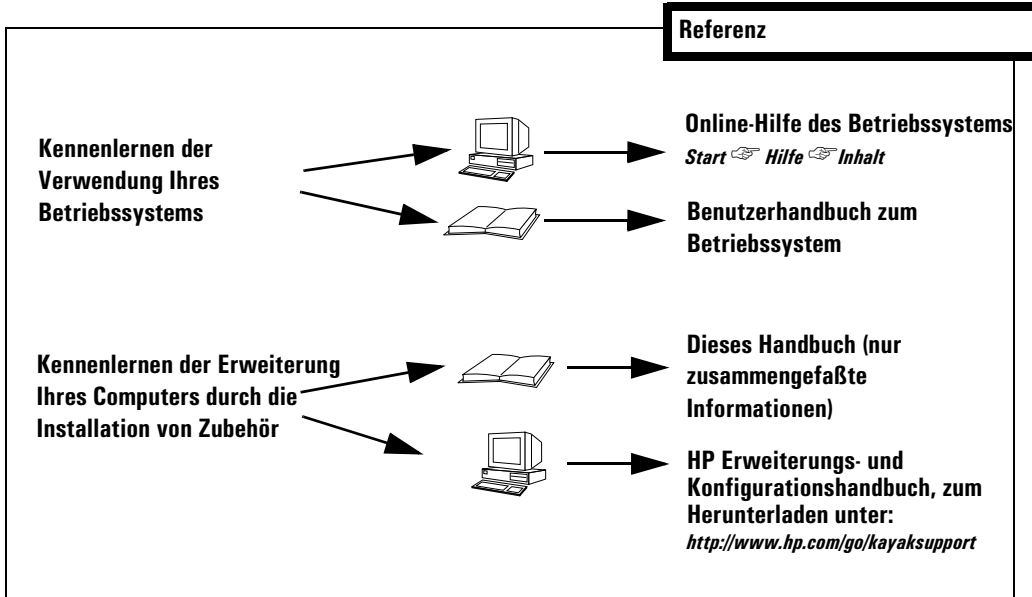 Referenz
Kennenlernen der
Verwendung Ihres
Betriebssystems
Online-Hilfe des Betriebssystems
Start ☞ Hilfe ☞ Inhalt
Benutzerhandbuch zum
Betriebssystem
Kennenlernen der Erweiterung
Ihres Computers durch die
Installation von Zubehör
Dieses Handbuch (nur
zusammengefaßte
Informationen)
HP Erweiterungs- und
Konfigurationshandbuch, zum
Herunterladen unter:
http://www.hp.com/go/kayaksupport